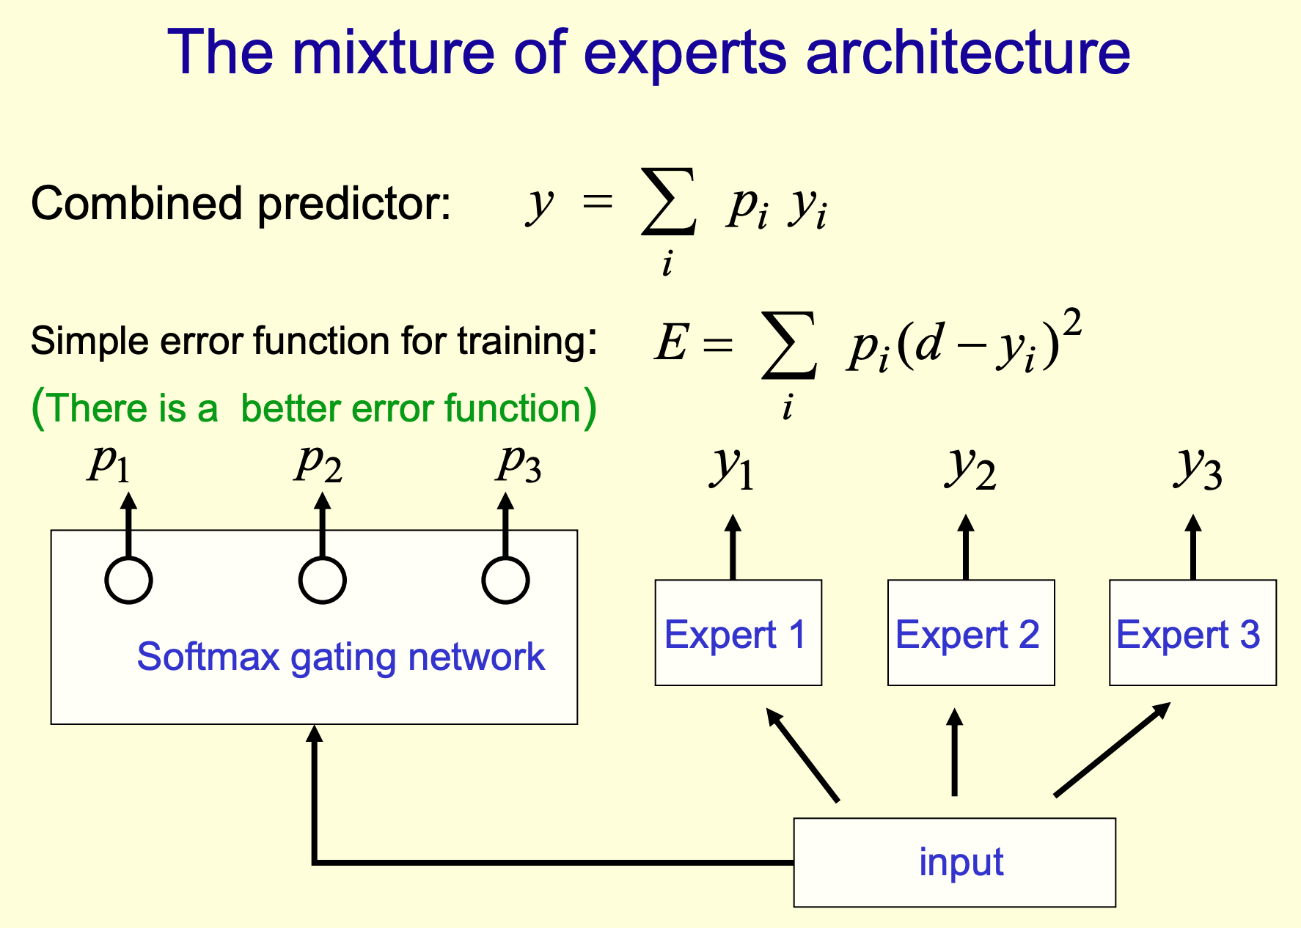 The mixture of experts architecture
Combined predictor: y = ∑ᵢ pᵢ yᵢ
Simple error function for training: E = ∑ᵢ pᵢ(d − yᵢ)²
(There is a better error function)
p₁ p₂ p₃ y₁ y₂ y₃
Softmax gating network
Expert 1 Expert 2 Expert 3
input